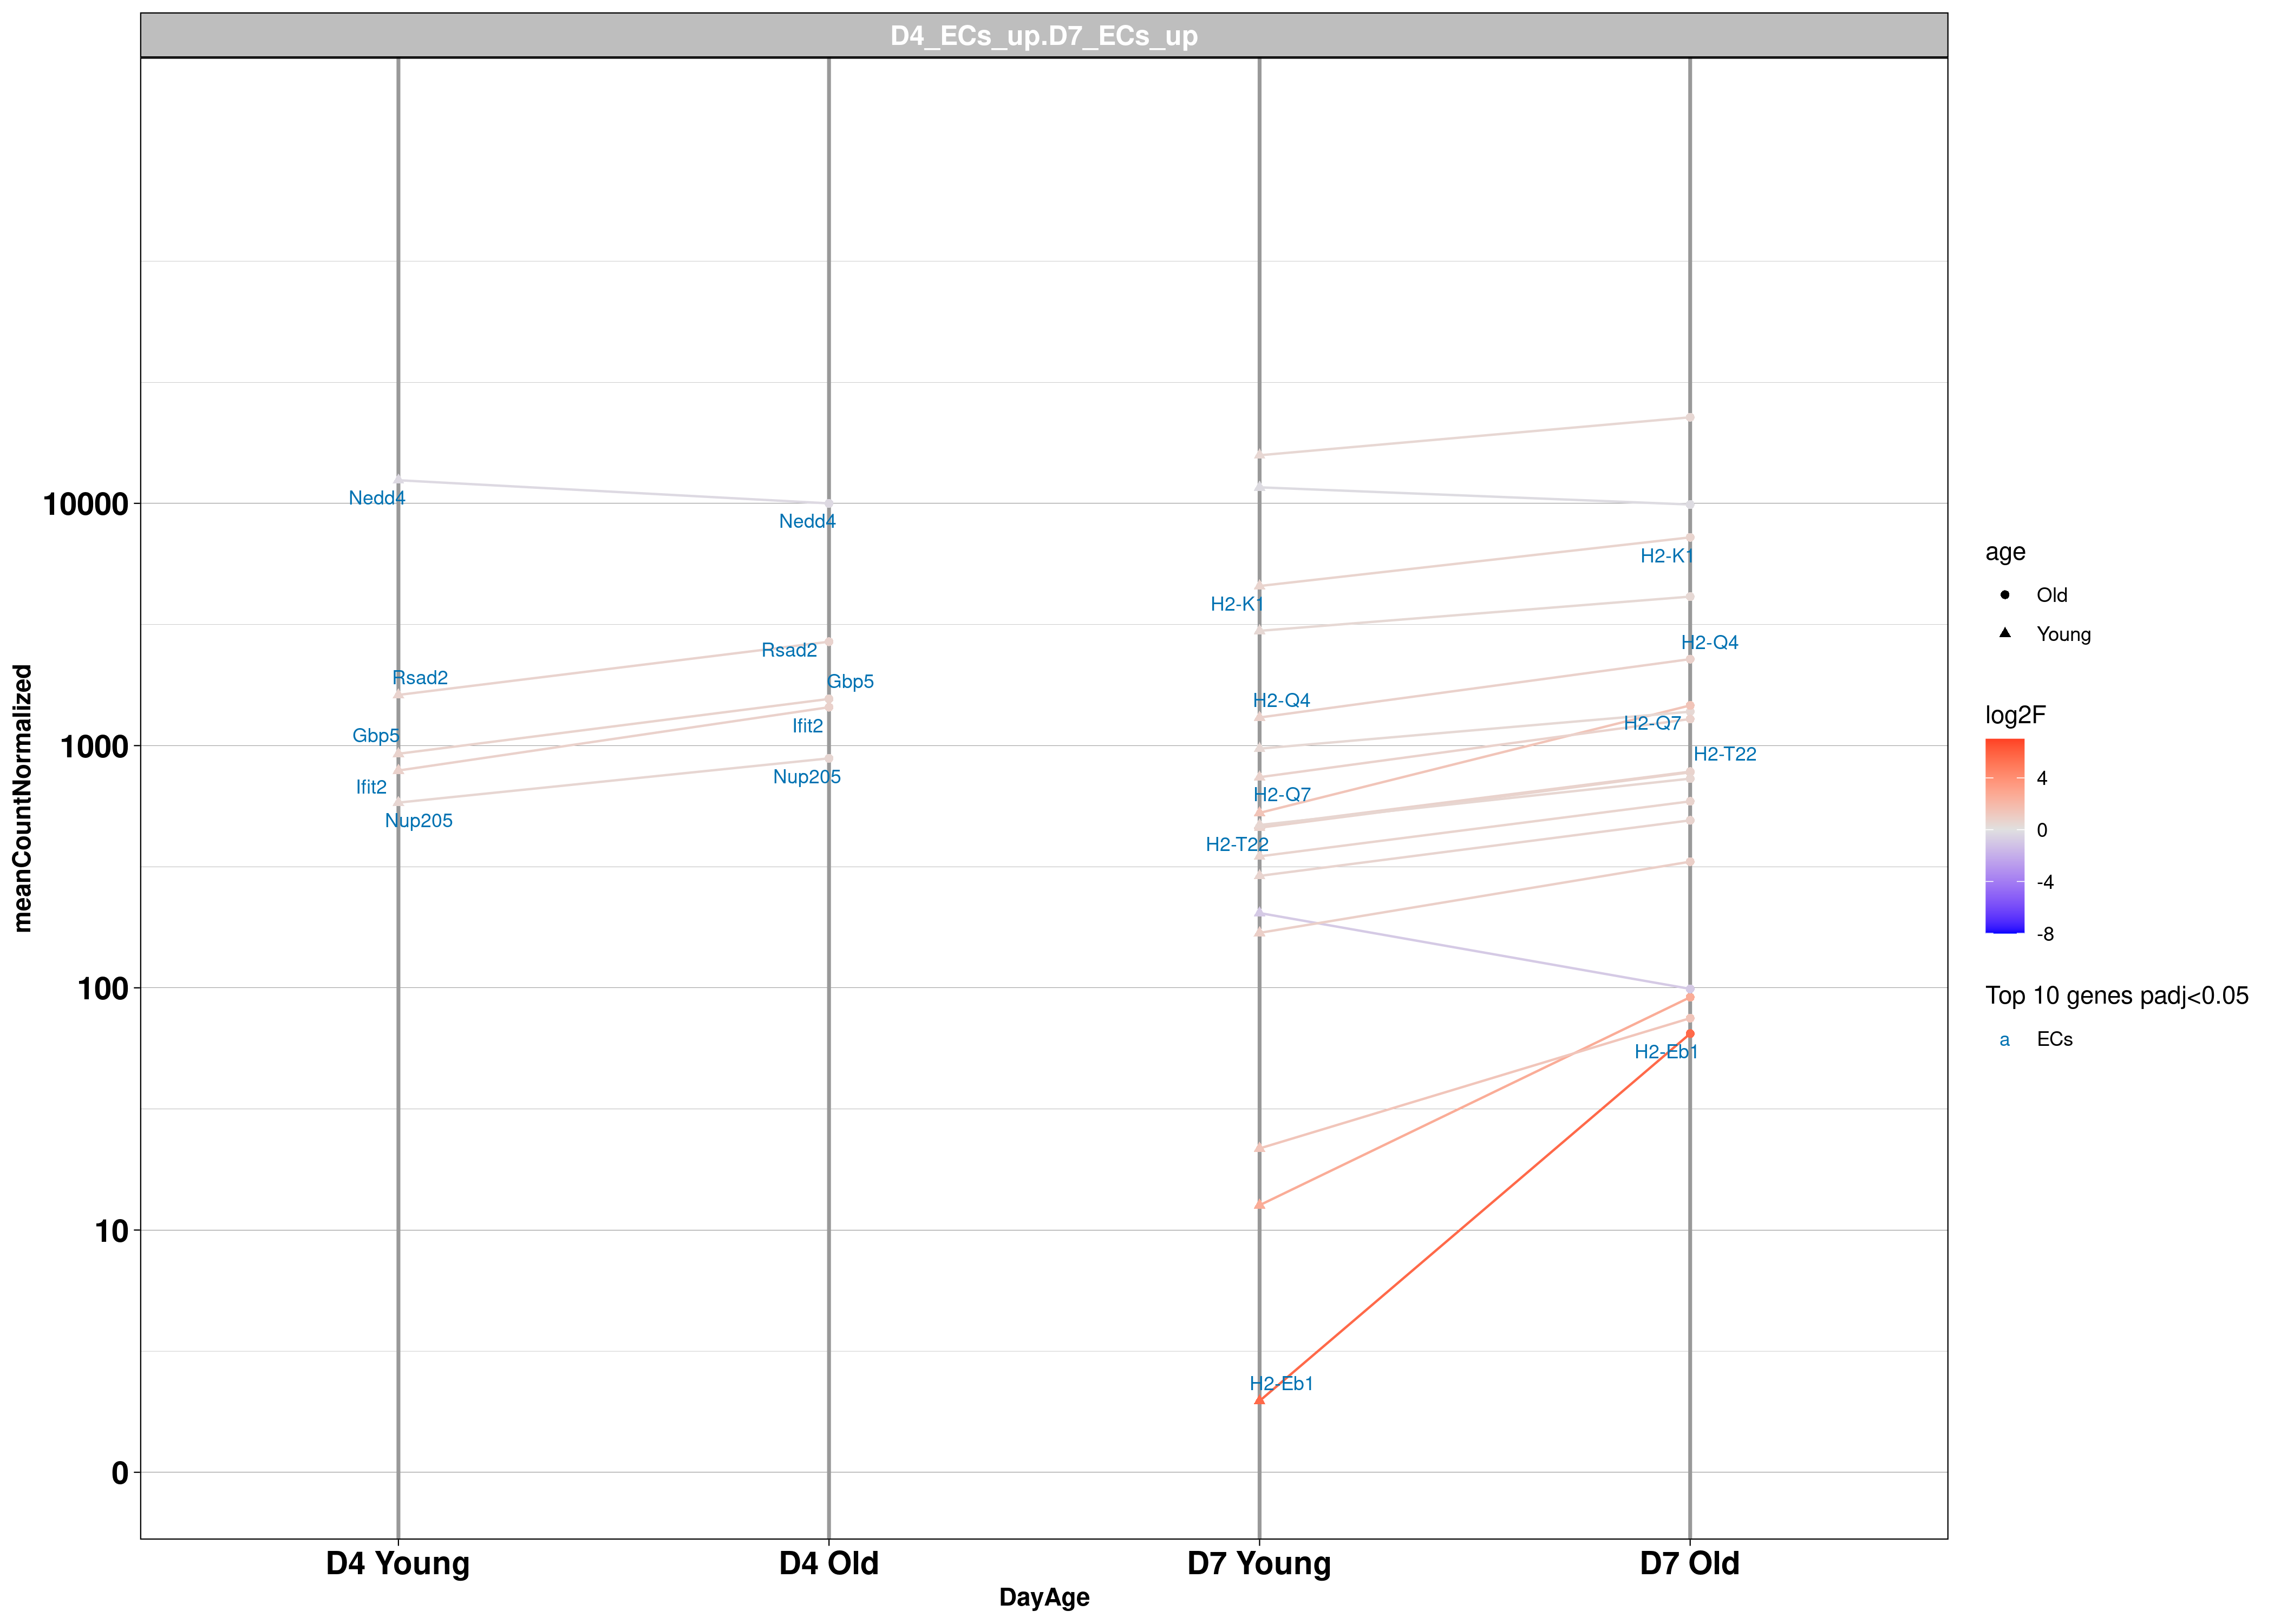 D4_ECs_up.D7_ECs_up
meanCountNormalized
10000
1000
100
10
0
Nedd4
Nedd4
Rsad2
Rsad2
Gbp5
Gbp5
Ifit2
Ifit2
Nup205
Nup205
H2-K1
H2-K1
H2-Q4
H2-Q4
H2-Q7
H2-Q7
H2-T22
H2-T22
H2-Eb1
H2-Eb1
D4 Young
D4 Old
D7 Young
D7 Old
DayAge
age
Old
Young
log2F
4
0
-4
-8
Top 10 genes padj<0.05
a ECs